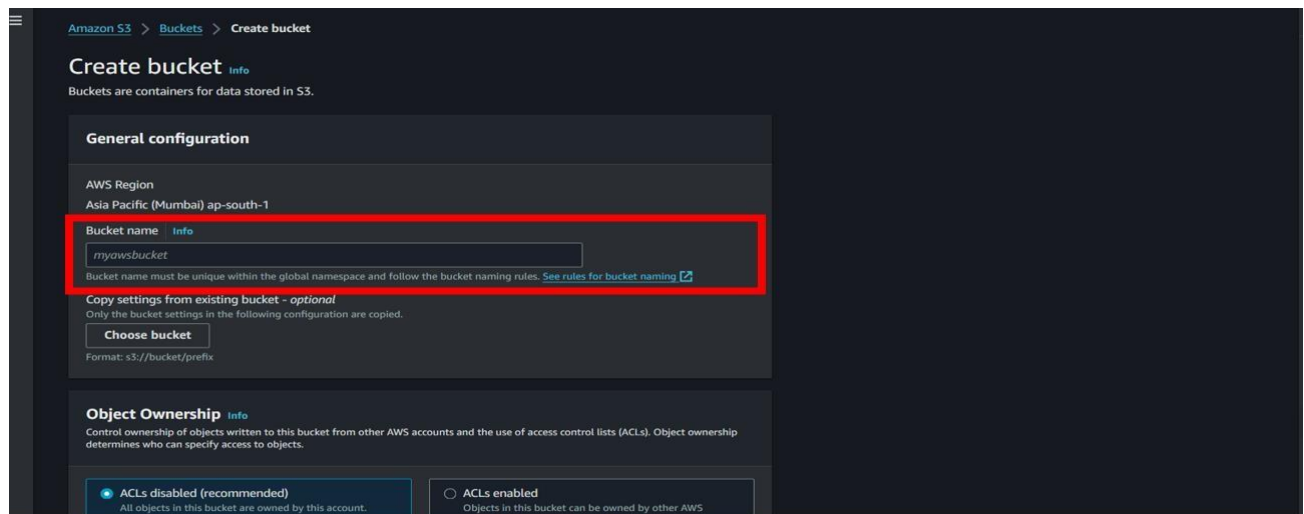 Amazon S3 > Buckets > Create bucket
Create bucket Info
Buckets are containers for data stored in S3.
General configuration
AWS Region
Asia Pacific (Mumbai) ap-south-1
Bucket name Info
myawsbucket
Bucket name must be unique within the global namespace and follow the bucket naming rules. See rules for bucket naming
Copy settings from existing bucket - optional
Only the bucket settings in the following configuration are copied.
Choose bucket
Format: s3://bucket/prefix
Object Ownership Info
Control ownership of objects written to this bucket from other AWS accounts and the use of access control lists (ACLs). Object ownership
determines who can specify access to objects.
ACLs disabled (recommended)
All objects in this bucket are owned by this account.
ACLs enabled
Objects in this bucket can be owned by other AWS